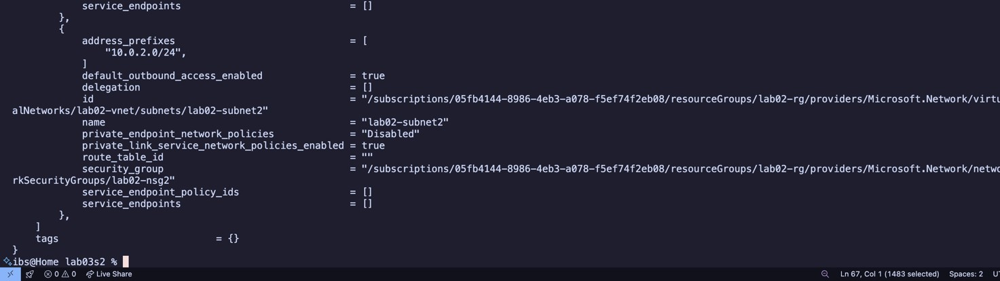 service_endpoints = []
},
{
address_prefixes = [
"10.0.2.0/24",
]
default_outbound_access_enabled = true
delegation = []
id = "/subscriptions/05fb4144-8986-4eb3-a078-f5ef74f2eb08/resourceGroups/lab02-rg/providers/Microsoft.Network/virtu
alNetworks/lab02-vnet/subnets/lab02-subnet2"
name = "lab02-subnet2"
private_endpoint_network_policies = "Disabled"
private_link_service_network_policies_enabled = true
route_table_id = ""
security_group = "/subscriptions/05fb4144-8986-4eb3-a078-f5ef74f2eb08/resourceGroups/lab02-rg/providers/Microsoft.Network/netwo
rkSecurityGroups/lab02-nsg2"
service_endpoint_policy_ids = []
service_endpoints = []
},
]
tags = {}
}
ibs@Home lab03s2 %
0 0 Live Share Ln 67, Col 1 (1483 selected) Spaces: 2 UT